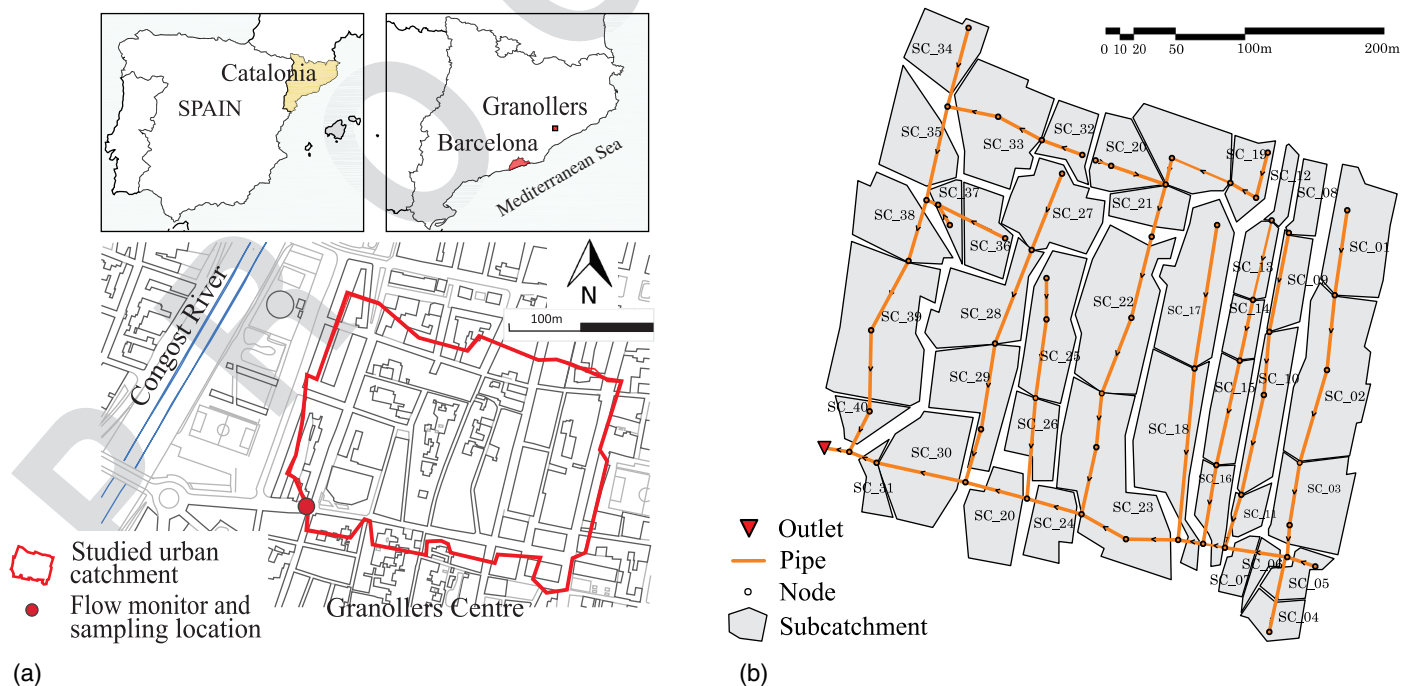 Catalonia
SPAIN
Granollers
Barcelona
Mediterranean Sea
Congost River
N
100m
Studied urban
catchment
Flow monitor and
sampling location
Granollers Centre
(a)
0 10 20 50 100m 200m
SC_34
SC_35
SC_33
SC_32
SC_20
SC_19
SC_12
SC_08
SC_37
SC_38
SC_36
SC_27
SC_21
SC_01
SC_13
SC_09
SC_39
SC_28
SC_22
SC_17
SC_14
SC_25
SC_29
SC_15
SC_10
SC_02
SC_40
SC_26
SC_18
SC_30
SC_31
SC_16
SC_03
SC_11
SC_20
SC_24
SC_23
SC_06
SC_07
SC_05
SC_04
Outlet
Pipe
Node
Subcatchment
(b)